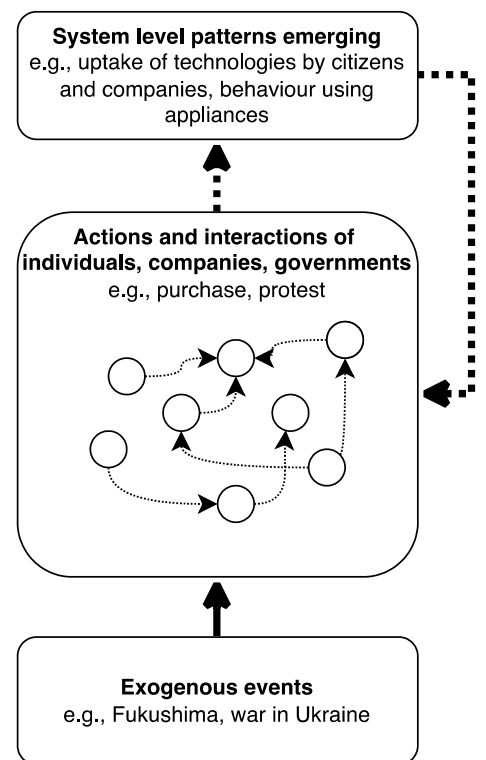 System level patterns emerging
e.g., uptake of technologies by citizens
and companies, behaviour using
appliances
Actions and interactions of
individuals, companies, governments
e.g., purchase, protest
Exogenous events
e.g., Fukushima, war in Ukraine